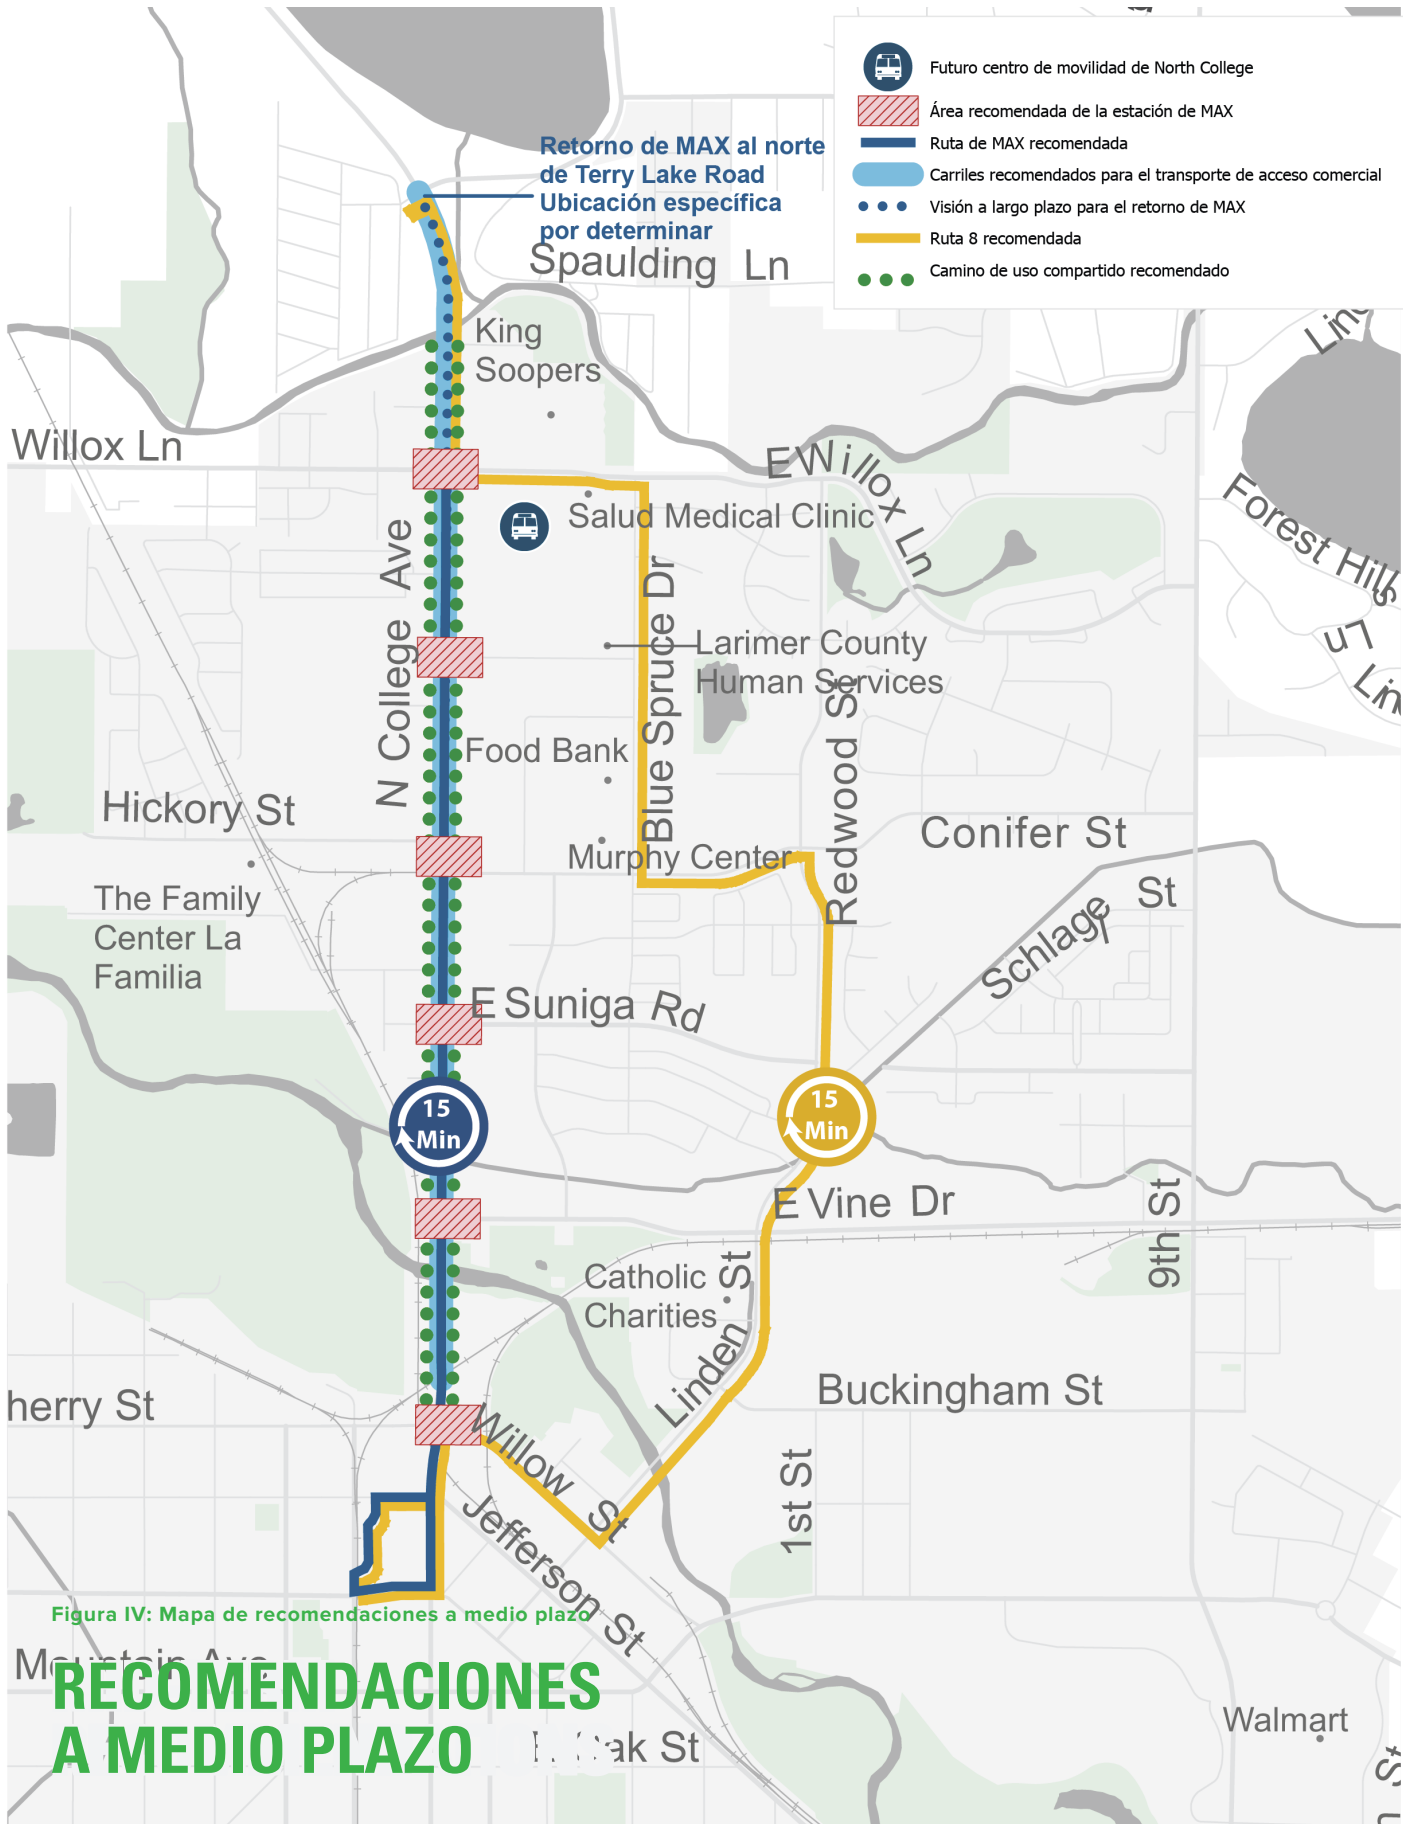 Futuro centro de movilidad de North College
Área recomendada de la estación de MAX
Ruta de MAX recomendada
Carriles recomendados para el transporte de acceso comercial
Visión a largo plazo para el retorno de MAX
Ruta 8 recomendada
Camino de uso compartido recomendado
Retorno de MAX al norte
de Terry Lake Road
Ubicación específica
por determinar
Spaulding Ln
King
Soopers
Willox Ln
E Willox Ln
Salud Medical Clinic
Forest Hills
Ln
N College Ave
Blue Spruce Dr
Larimer County
Human Services
Redwood St
Food Bank
Hickory St
Conifer St
Murphy Center
The Family
Center La
Familia
Schlage St
E Suniga Rd
15
Min
15
Min
E Vine Dr
9th St
Catholic
Charities
Linden St
herry St
Buckingham St
Willow St
1st St
Jefferson St
Figura IV: Mapa de recomendaciones a medio plazo
Mountain Ave
RECOMENDACIONES
A MEDIO PLAZO
Walmart